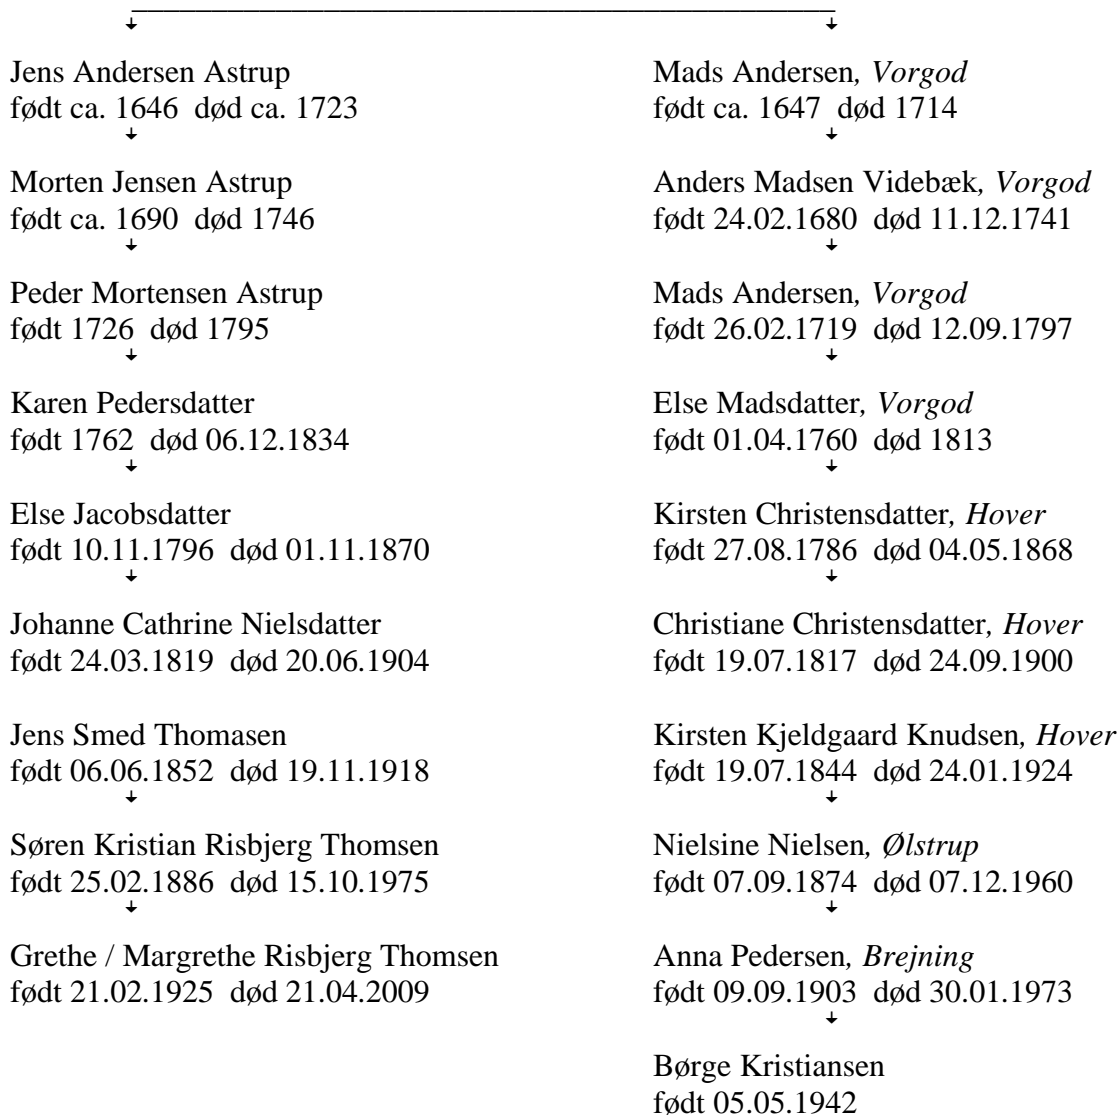 Jens Andersen Astrup
født ca. 1646 død ca. 1723
Morten Jensen Astrup
født ca. 1690 død 1746
Peder Mortensen Astrup
født 1726 død 1795
Karen Pedersdatter
født 1762 død 06.12.1834
Else Jacobsdatter
født 10.11.1796 død 01.11.1870
Johanne Cathrine Nielsdatter
født 24.03.1819 død 20.06.1904
Jens Smed Thomasen
født 06.06.1852 død 19.11.1918
Søren Kristian Risbjerg Thomsen
født 25.02.1886 død 15.10.1975
Grethe / Margrethe Risbjerg Thomsen
født 21.02.1925 død 21.04.2009
Mads Andersen, Vorgod
født ca. 1647 død 1714
Anders Madsen Videbæk, Vorgod
født 24.02.1680 død 11.12.1741
Mads Andersen, Vorgod
født 26.02.1719 død 12.09.1797
Else Madsdatter, Vorgod
født 01.04.1760 død 1813
Kirsten Christensdatter, Hover
født 27.08.1786 død 04.05.1868
Christiane Christensdatter, Hover
født 19.07.1817 død 24.09.1900
Kirsten Kjeldgaard Knudsen, Hover
født 19.07.1844 død 24.01.1924
Nielsine Nielsen, Ølstrup
født 07.09.1874 død 07.12.1960
Anna Pedersen, Brejning
født 09.09.1903 død 30.01.1973
Børge Kristiansen
født 05.05.1942